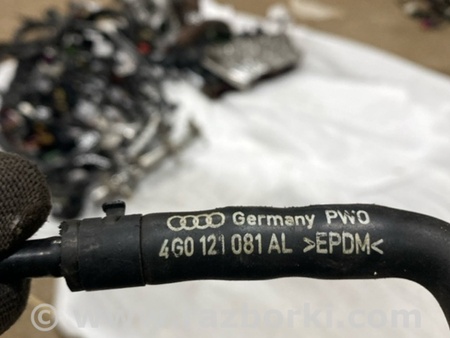 Germany PWO
4G0 121 081 AL >EPDM<